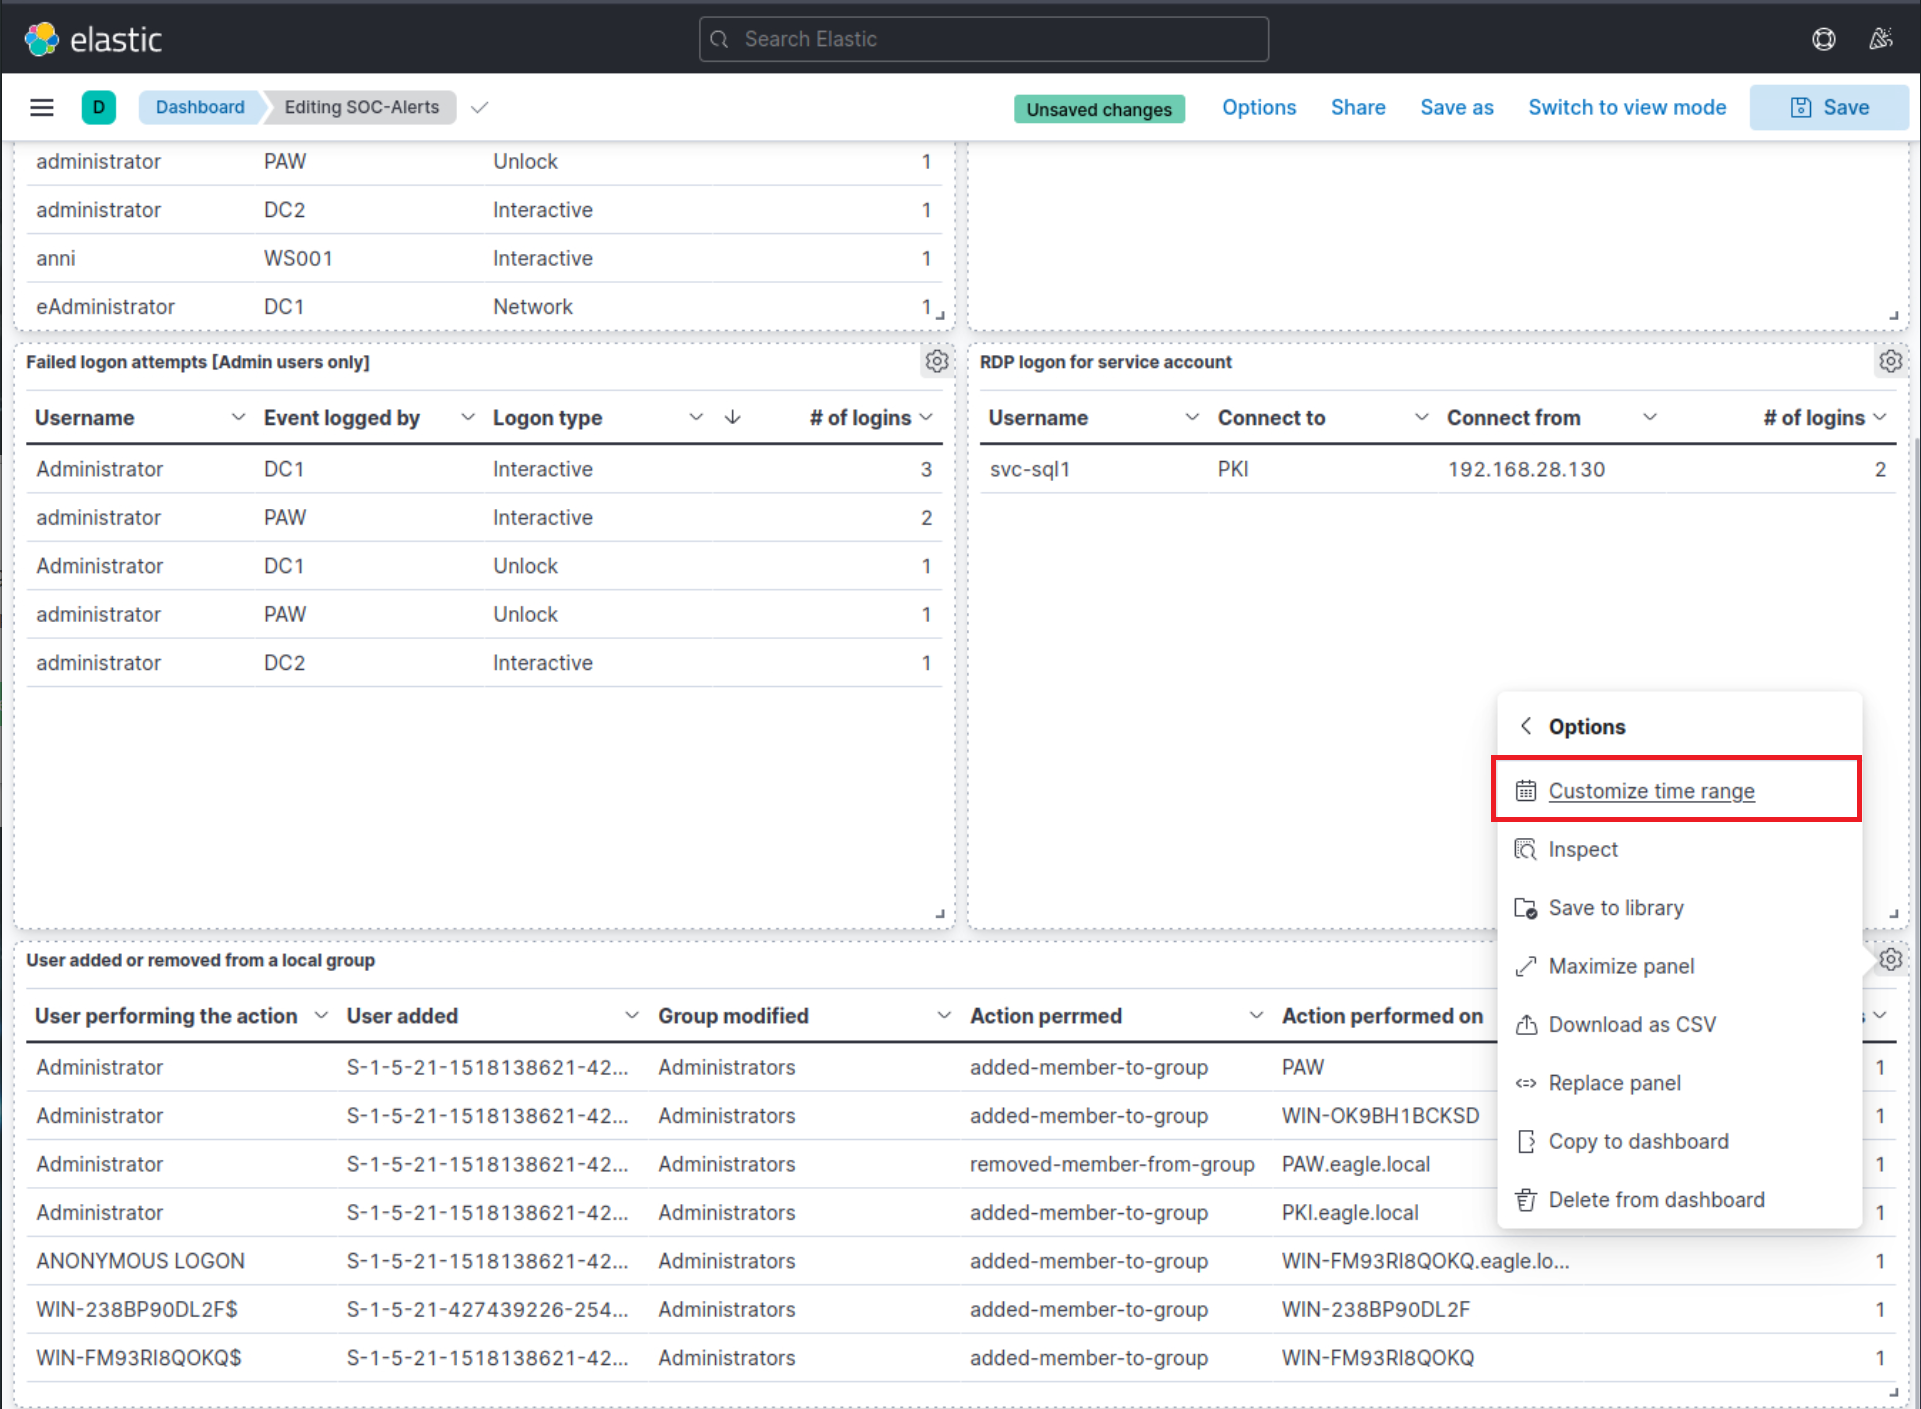 elastic
Search Elastic
D
Dashboard
Editing SOC-Alerts
Unsaved changes
Options
Share
Save as
Switch to view mode
Save
administrator PAW Unlock 1
administrator DC2 Interactive 1
anni WS001 Interactive 1
eAdministrator DC1 Network 1
Failed logon attempts [Admin users only]
Username Event logged by Logon type # of logins
Administrator DC1 Interactive 3
administrator PAW Interactive 2
Administrator DC1 Unlock 1
administrator PAW Unlock 1
administrator DC2 Interactive 1
RDP logon for service account
Username Connect to Connect from # of logins
svc-sql1 PKI 192.168.28.130 2
Options
Customize time range
Inspect
Save to library
Maximize panel
Download as CSV
Replace panel
Copy to dashboard
Delete from dashboard
User added or removed from a local group
User performing the action User added Group modified Action perrmed Action performed on
Administrator S-1-5-21-1518138621-42... Administrators added-member-to-group PAW 1
Administrator S-1-5-21-1518138621-42... Administrators added-member-to-group WIN-OK9BH1BCKSD 1
Administrator S-1-5-21-1518138621-42... Administrators removed-member-from-group PAW.eagle.local 1
Administrator S-1-5-21-1518138621-42... Administrators added-member-to-group PKI.eagle.local 1
ANONYMOUS LOGON S-1-5-21-1518138621-42... Administrators added-member-to-group WIN-FM93RI8QOKQ.eagle.lo... 1
WIN-238BP90DL2F$ S-1-5-21-427439226-254... Administrators added-member-to-group WIN-238BP90DL2F 1
WIN-FM93RI8QOKQ$ S-1-5-21-1518138621-42... Administrators added-member-to-group WIN-FM93RI8QOKQ 1